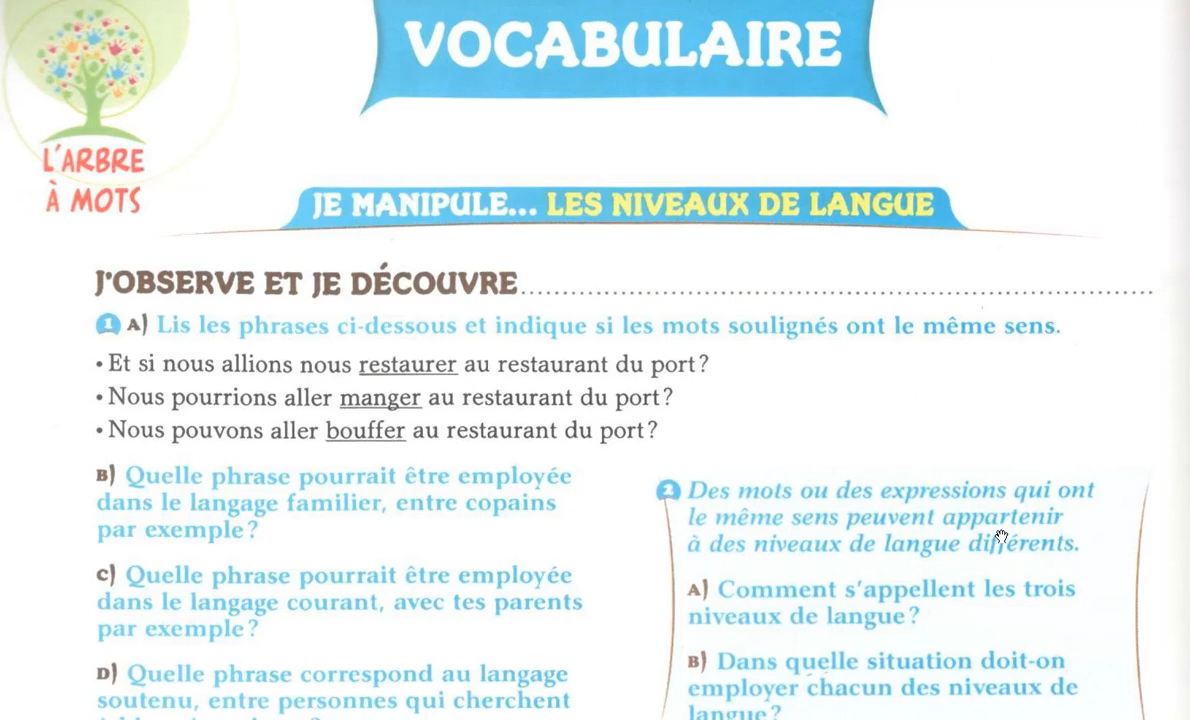 VOCABULAIRE
L'ARBRE
À MOTS
JE MANIPULE... LES NIVEAUX DE LANGUE
J'OBSERVE ET JE DÉCOUVRE
1 A) Lis les phrases ci-dessous et indique si les mots soulignés ont le même sens.
• Et si nous allions nous restaurer au restaurant du port ?
• Nous pourrions aller manger au restaurant du port ?
• Nous pouvons aller bouffer au restaurant du port ?
B) Quelle phrase pourrait être employée
dans le langage familier, entre copains
par exemple ?
C) Quelle phrase pourrait être employée
dans le langage courant, avec tes parents
par exemple ?
D) Quelle phrase correspond au langage
soutenu, entre personnes qui cherchent
2 Des mots ou des expressions qui ont
le même sens peuvent appartenir
à des niveaux de langue différents.
A) Comment s'appellent les trois
niveaux de langue ?
B) Dans quelle situation doit-on
employer chacun des niveaux de
langue ?